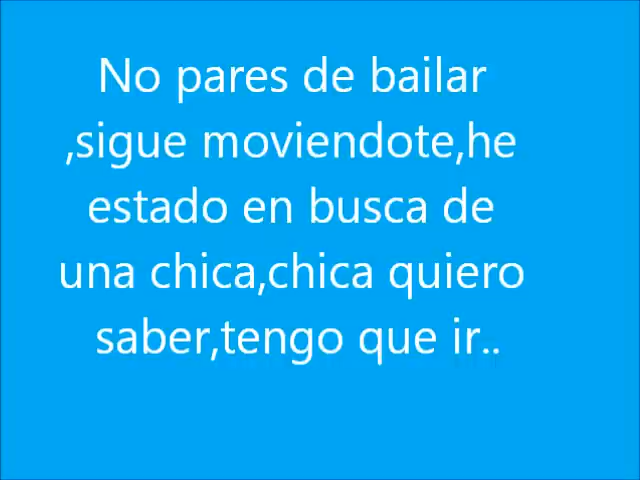 No pares de bailar
,sigue moviendote,he
estado en busca de
una chica,chica quiero
saber,tengo que ir..